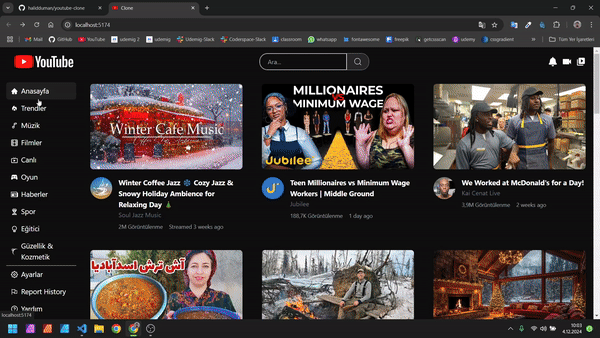 halidduman/youtube-clone
Clone
localhost:5174
Mail
GitHub
YouTube
udemig 2
Udemig-Slack
Codespace-Slack
classroom
whatsapp
fontawesome
freepik
getcssscan
udemy
cssgradient
Tüm Yer İşaretleri
YouTube
Ara...
Anasayfa
Trendler
Müzik
Filmler
Canlı
Oyun
Haberler
Spor
Eğitici
Güzellik &
Kozmetik
Ayarlar
Report History
Yardım
Winter Cafe Music
Winter Coffee Jazz ❄️ Cozy Jazz &
Snowy Holiday Ambience for
Relaxing Day 🎄
Soul Jazz Music
2M Görüntülenme Streamed 3 weeks ago
MILLIONAIRES
VS
MINIMUM WAGE
Jubilee
Teen Millionaires vs Minimum Wage
Workers | Middle Ground
Jubilee
188,7K Görüntülenme 1 day ago
We Worked at McDonald's for a Day!
Kai Cenat Live
3,9M Görüntülenme 2 weeks ago
آش ترش اسدآبادیا
localhost:5174
10:03
4.12.2024